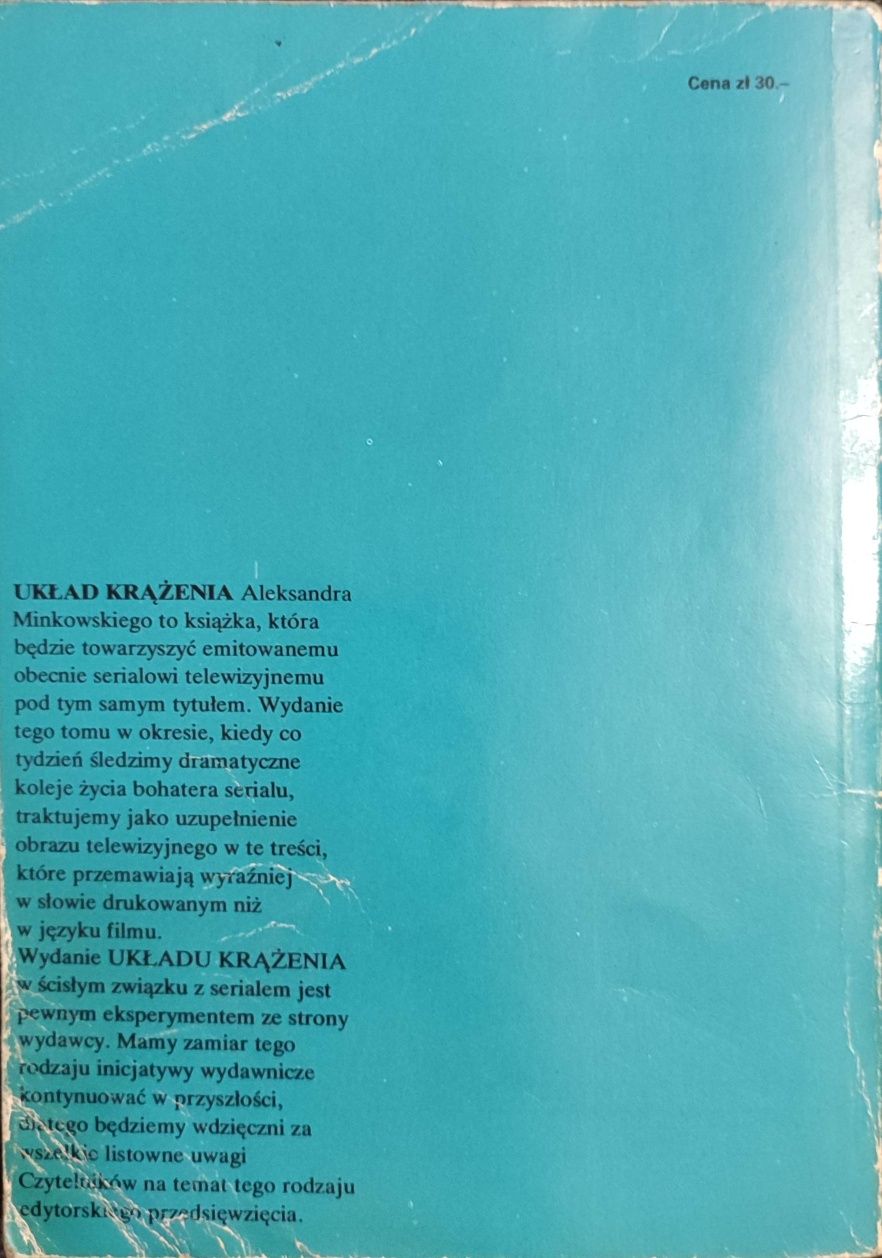 Cena zł 30.–
UKŁAD KRĄŻENIA Aleksandra
Minkowskiego to książka, która
będzie towarzyszyć emitowanemu
obecnie serialowi telewizyjnemu
pod tym samym tytułem. Wydanie
tego tomu w okresie, kiedy co
tydzień śledzimy dramatyczne
koleje życia bohatera serialu,
traktujemy jako uzupełnienie
obrazu telewizyjnego w te treści,
które przemawiają wyraźniej
w słowie drukowanym niż
w języku filmu.
Wydanie UKŁADU KRĄŻENIA
w ścisłym związku z serialem jest
pewnym eksperymentem ze strony
wydawcy. Mamy zamiar tego
rodzaju inicjatywy wydawnicze
kontynuować w przyszłości,
dlatego będziemy wdzięczni za
wszelkie listowne uwagi
Czytelników na temat tego rodzaju
edytorskiego przedsięwzięcia.